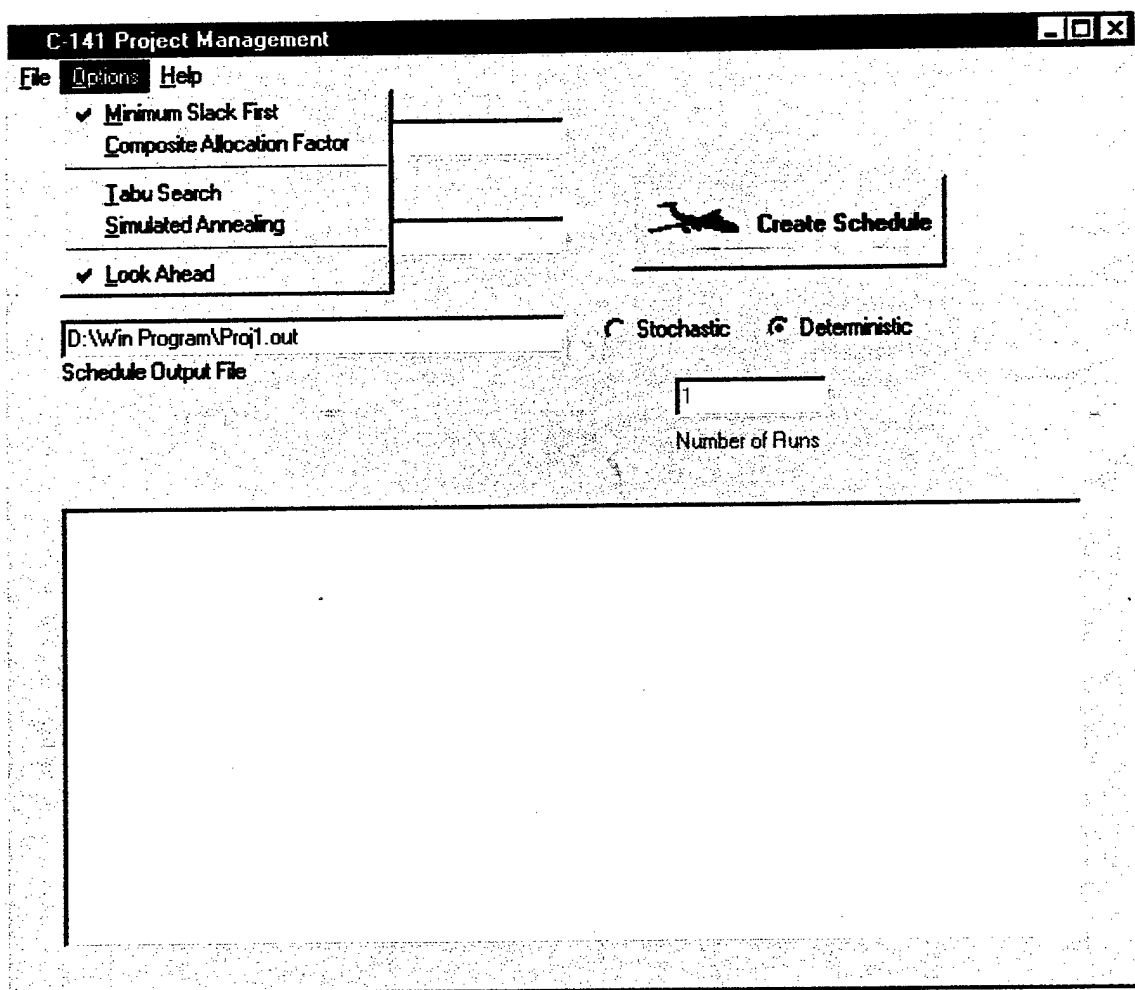 C-141 Project Management
File Options Help
Minimum Slack First
Composite Allocation Factor
Tabu Search
Simulated Annealing
Look Ahead
Create Schedule
D:\Win Program\Proj1.out
Schedule Output File
Stochastic Deterministic
1
Number of Runs